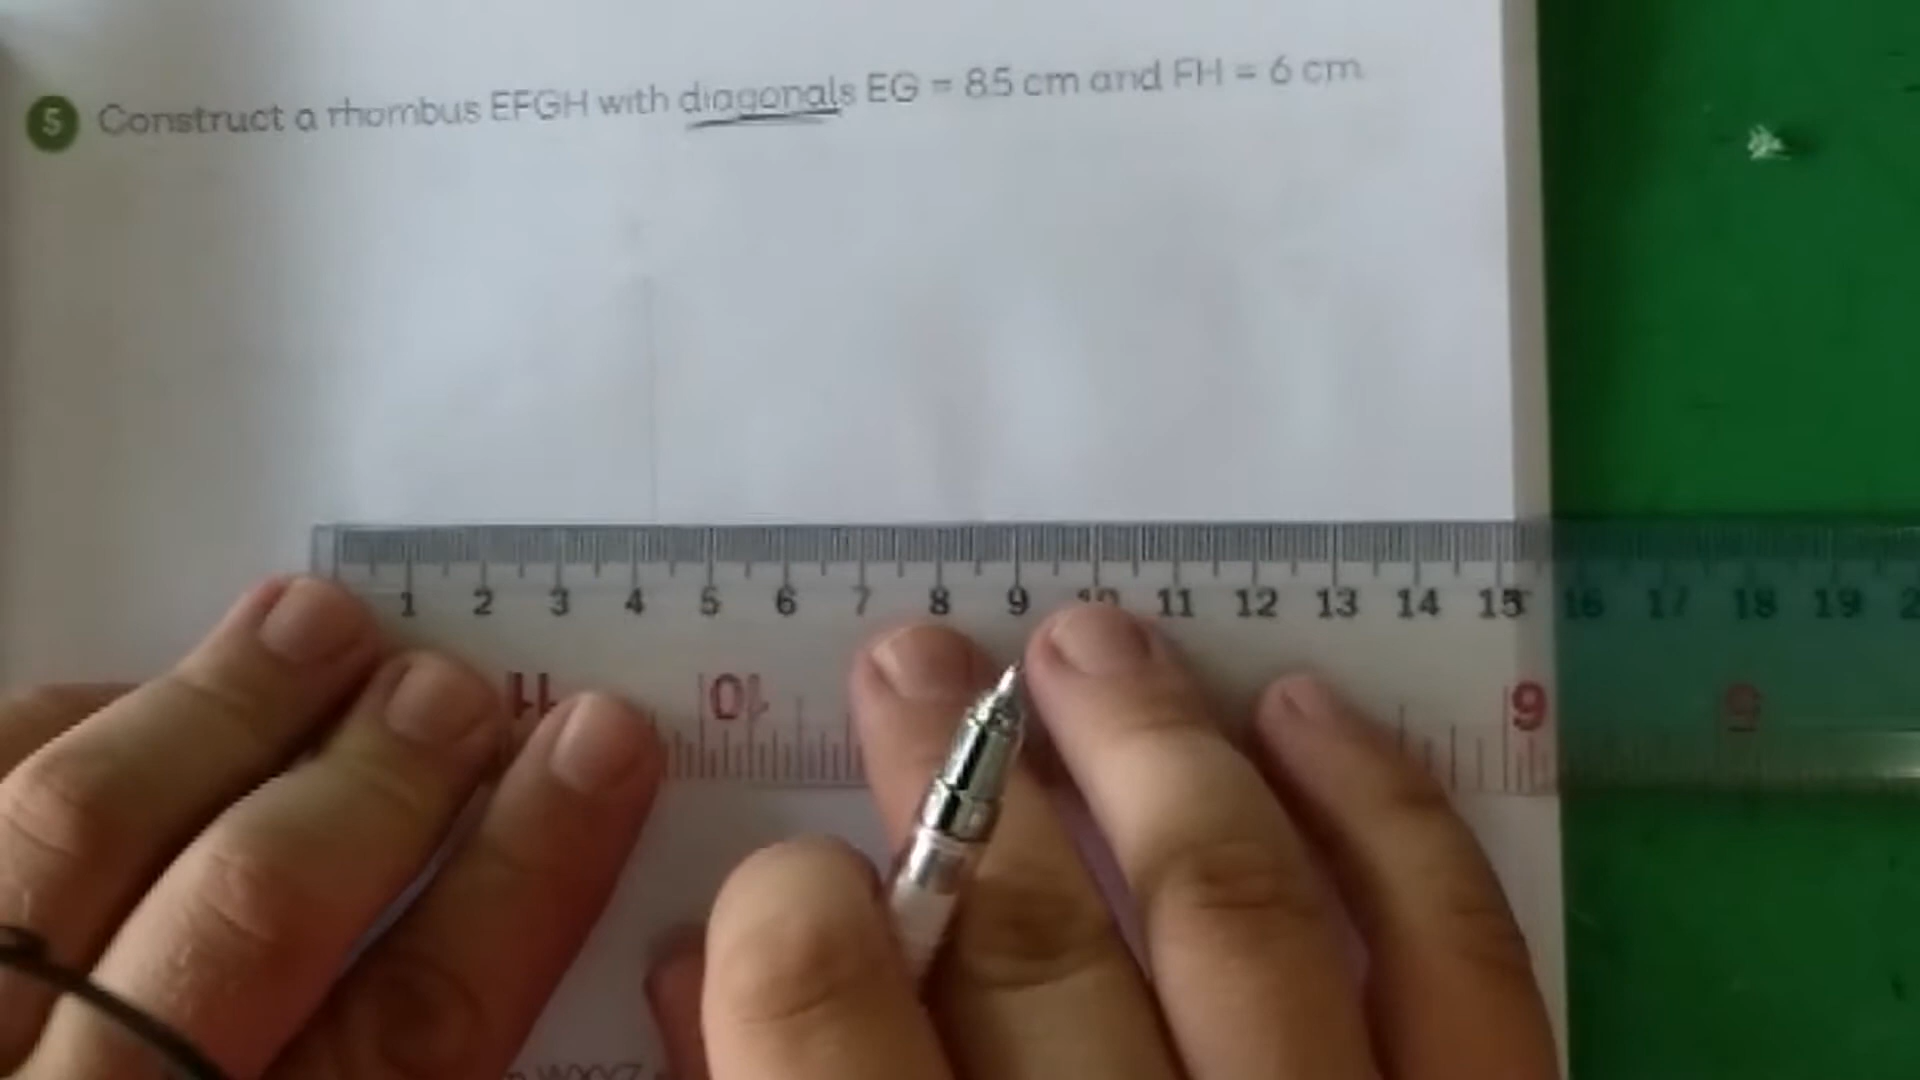 5 Construct a rhombus EFGH with diagonals EG = 8.5 cm and FH = 6 cm
1 2 3 4 5 6 7 8 9 10 11 12 13 14 15 16 17 18 19
11 10 6 5